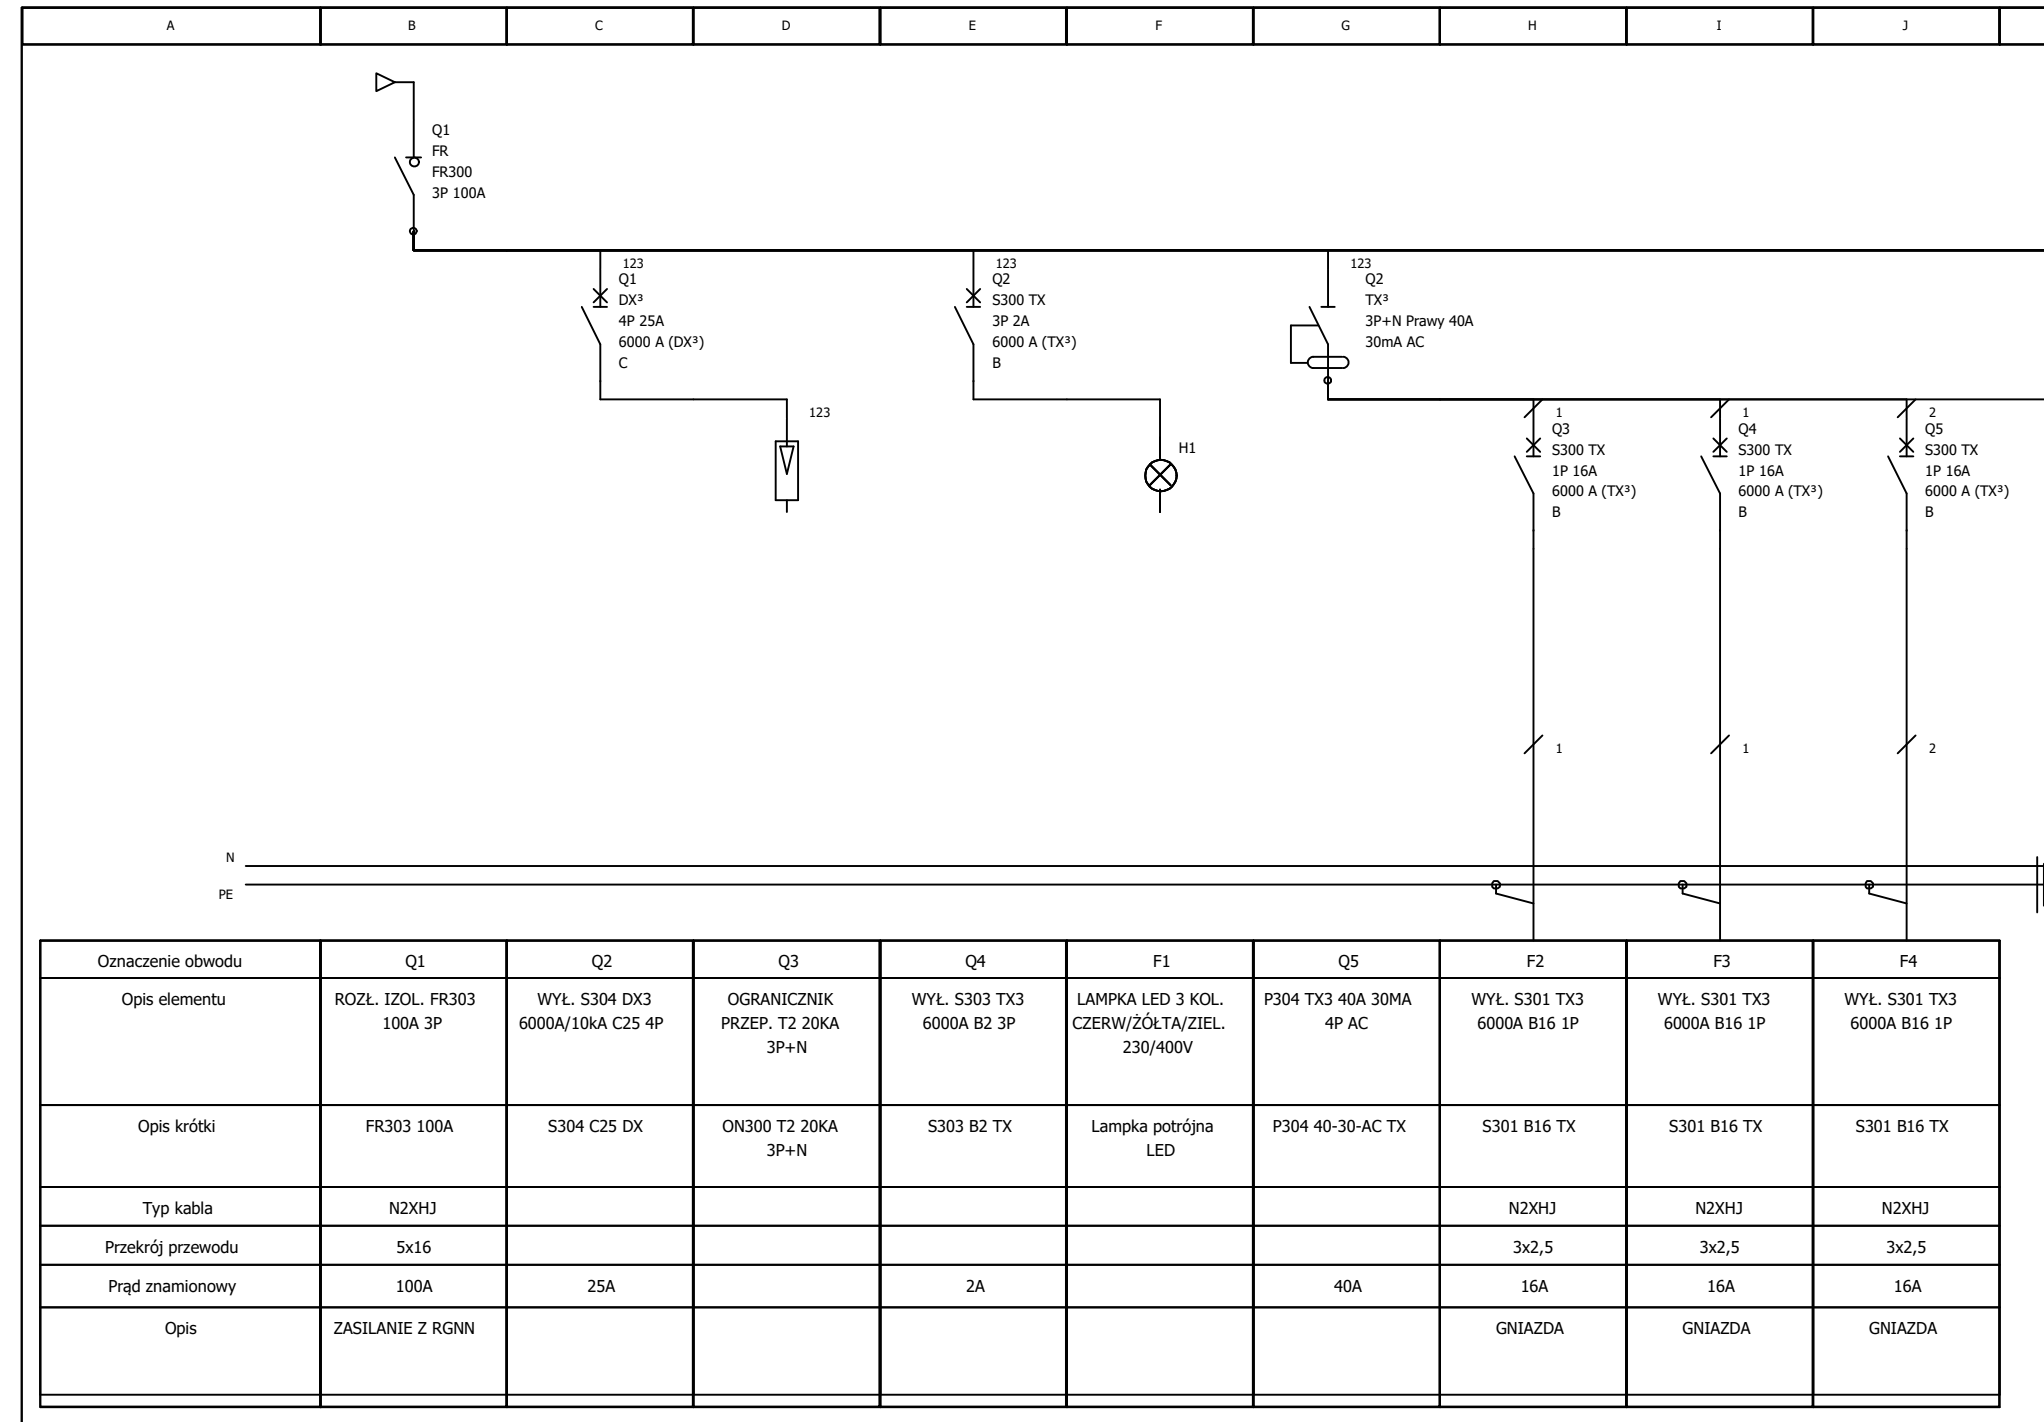 A B C D E F G H I J
Q1
FR
FR300
3P 100A
123
Q1
DX³
4P 25A
6000 A (DX³)
C
123
123
Q2
S300 TX
3P 2A
6000 A (TX³)
B
H1
123
Q2
TX³
3P+N Prawy 40A
30mA AC
1
Q3
S300 TX
1P 16A
6000 A (TX³)
B
1
Q4
S300 TX
1P 16A
6000 A (TX³)
B
2
Q5
S300 TX
1P 16A
6000 A (TX³)
B
1
1
2
N
PE
Oznaczenie obwodu Q1 Q2 Q3 Q4 F1 Q5 F2 F3 F4
Opis elementu ROZŁ. IZOL. FR303 WYŁ. S304 DX3 OGRANICZNIK WYŁ. S303 TX3 LAMPKA LED 3 KOL. P304 TX3 40A 30MA WYŁ. S301 TX3 WYŁ. S301 TX3 WYŁ. S301 TX3
100A 3P 6000A/10kA C25 4P PRZEP. T2 20KA 6000A B2 3P CZERW/ŻÓŁTA/ZIEL. 4P AC 6000A B16 1P 6000A B16 1P 6000A B16 1P
3P+N 230/400V
Opis krótki FR303 100A S304 C25 DX ON300 T2 20KA S303 B2 TX Lampka potrójna P304 40-30-AC TX S301 B16 TX S301 B16 TX S301 B16 TX
3P+N LED
Typ kabla N2XHJ N2XHJ N2XHJ N2XHJ
Przekrój przewodu 5x16 3x2,5 3x2,5 3x2,5
Prąd znamionowy 100A 25A 2A 40A 16A 16A 16A
Opis ZASILANIE Z RGNN GNIAZDA GNIAZDA GNIAZDA